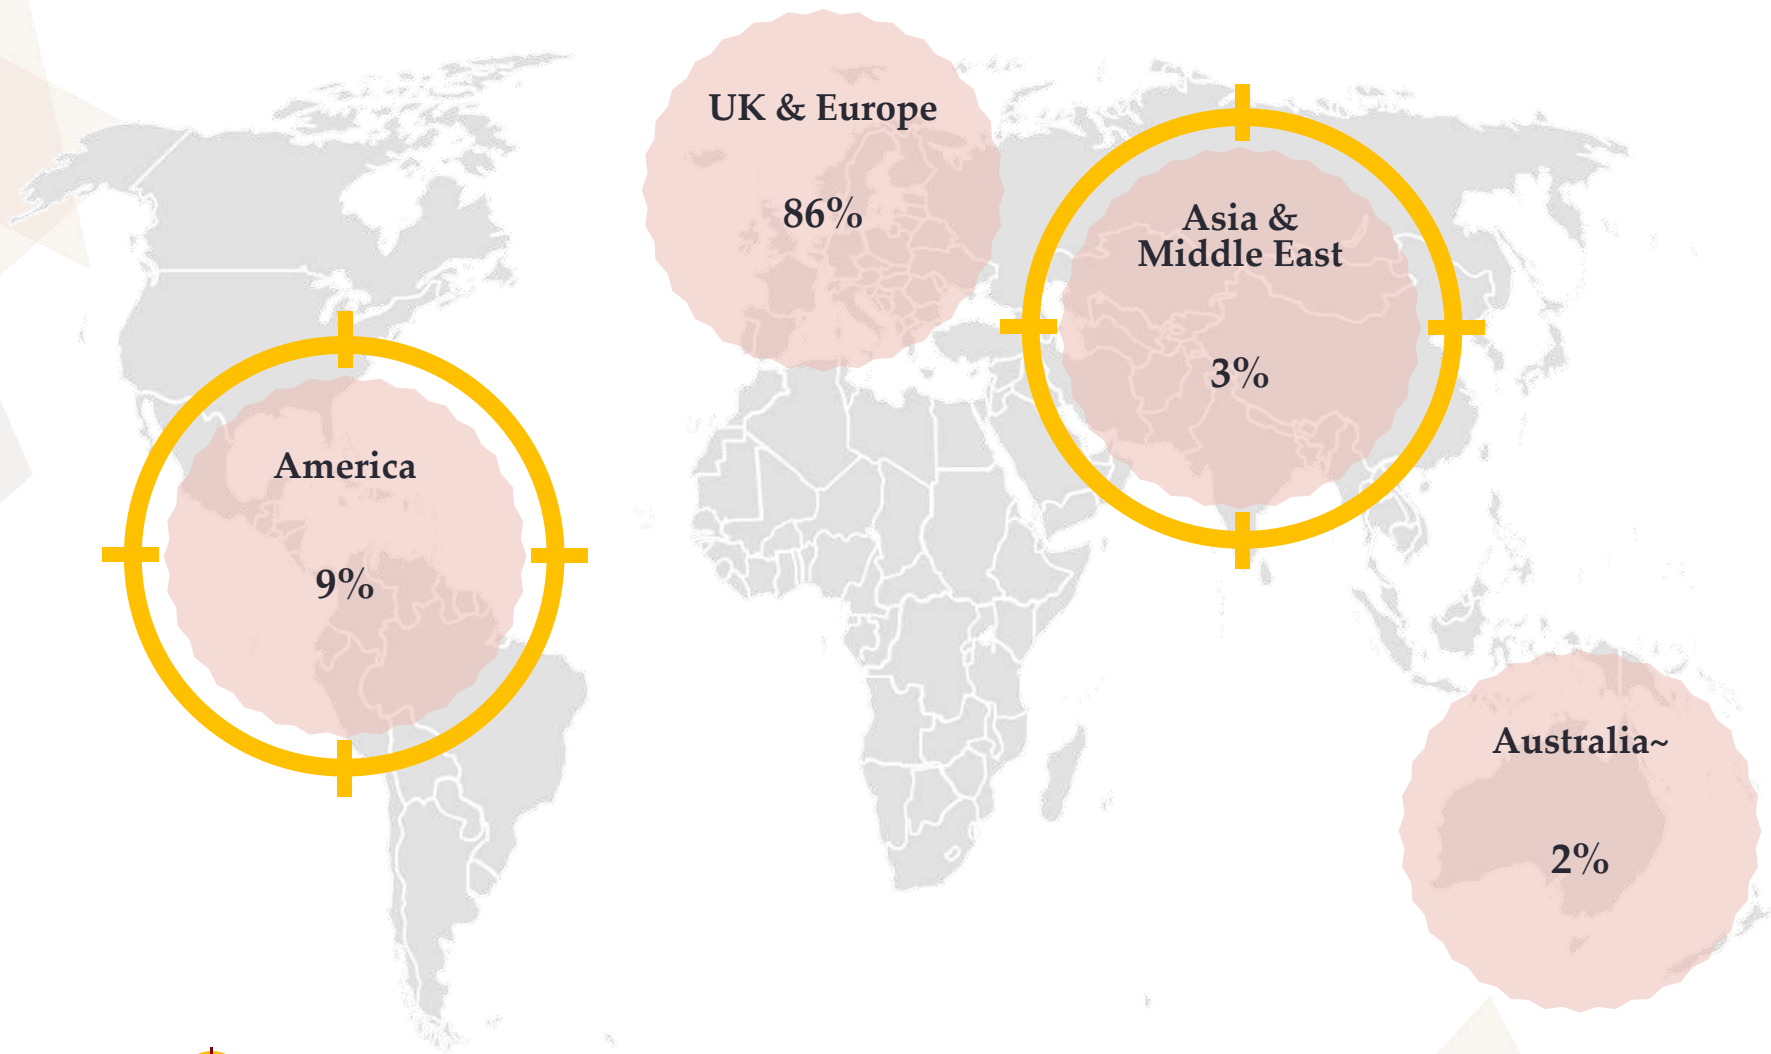 UK & Europe
86%
Asia &
Middle East
3%
America
9%
Australia~
2%